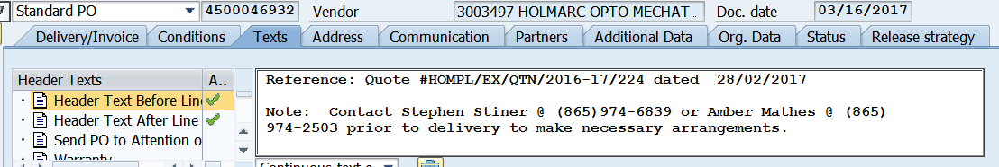 Standard PO 4500046932 Vendor 3003497 HOLMARC OPTO MECHAT... Doc. date 03/16/2017
Delivery/Invoice Conditions Texts Address Communication Partners Additional Data Org. Data Status Release strategy
Header Texts A..
Header Text Before Line
Header Text After Line
Send PO to Attention o
Warranty
Reference: Quote #HOMPL/EX/QTN/2016-17/224 dated 28/02/2017
Note: Contact Stephen Stiner @ (865)974-6839 or Amber Mathes @ (865)
974-2503 prior to delivery to make necessary arrangements.
Continuous text